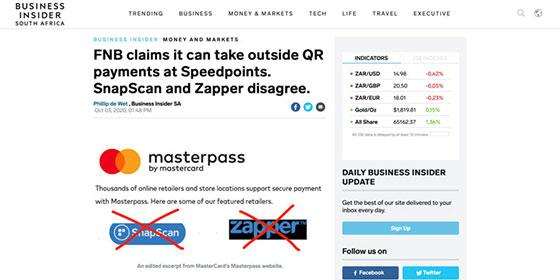 BUSINESS
INSIDER
SOUTH AFRICA
TRENDING BUSINESS MONEY & MARKETS TECH LIFE TRAVEL EXECUTIVE
BUSINESS INSIDER MONEY AND MARKETS
FNB claims it can take outside QR
payments at Speedpoints.
SnapScan and Zapper disagree.
Phillip de Wet , Business Insider SA
Oct 03, 2020, 01:48 PM
masterpass
by mastercard
Thousands of online retailers and store locations support secure payment
with Masterpass. Here are some of our featured retailers.
SnapScan
Zapper™
An edited excerpt from MasterCard's Masterpass website.
INDICATORS JSE INDEXES
ZAR/USD 14.98 -0,42%
ZAR/GBP 20,50 -0,05%
ZAR/EUR 18.01 -0,23%
Gold/Oz $1,819.81 0,15%
All Share 65162.37 1,36%
All JSE data is delayed by at least 15 minutes
DAILY BUSINESS INSIDER
UPDATE
Get the best of our site delivered to your
inbox every day.
Sign Up
Follow us on
Facebook Twitter